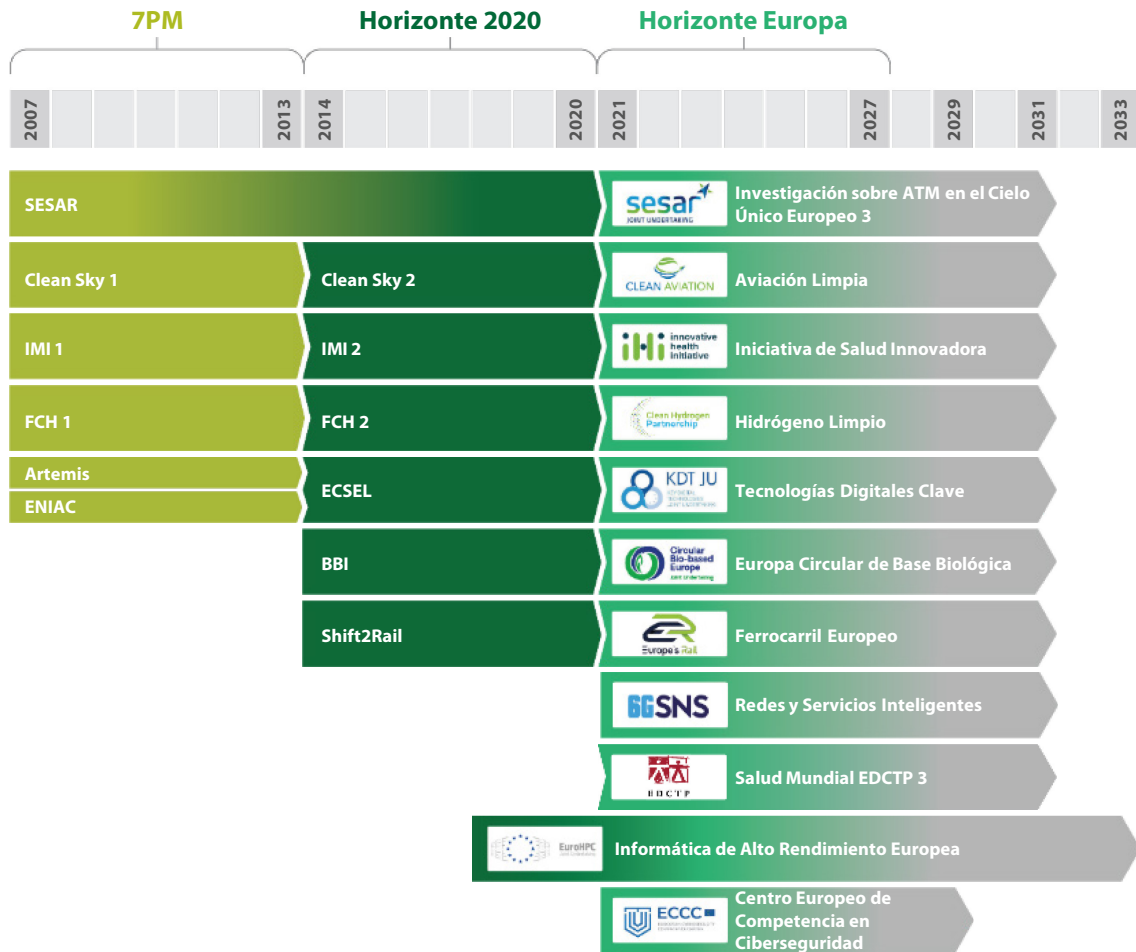 7PM
Horizonte 2020
Horizonte Europa
2007
2013
2014
2020
2021
2027
2029
2031
2033
SESAR
sesar
JOINT UNDERTAKING
Investigación sobre ATM en el Cielo
Único Europeo 3
Clean Sky 1
Clean Sky 2
CLEAN AVIATION
Aviación Limpia
IMI 1
IMI 2
iHi
innovative
health
initiative
Iniciativa de Salud Innovadora
FCH 1
FCH 2
Clean Hydrogen
Partnership
Hidrógeno Limpio
Artemis
ENIAC
ECSEL
KDT JU
Tecnologías Digitales Clave
BBI
Circular
Bio-based
Europe
Joint Undertaking
Europa Circular de Base Biológica
Shift2Rail
Europe's Rail
Ferrocarril Europeo
6GSNS
Redes y Servicios Inteligentes
EDCTP
Salud Mundial EDCTP 3
EuroHPC
Informática de Alto Rendimiento Europea
ECCC
Centro Europeo de
Competencia en
Ciberseguridad